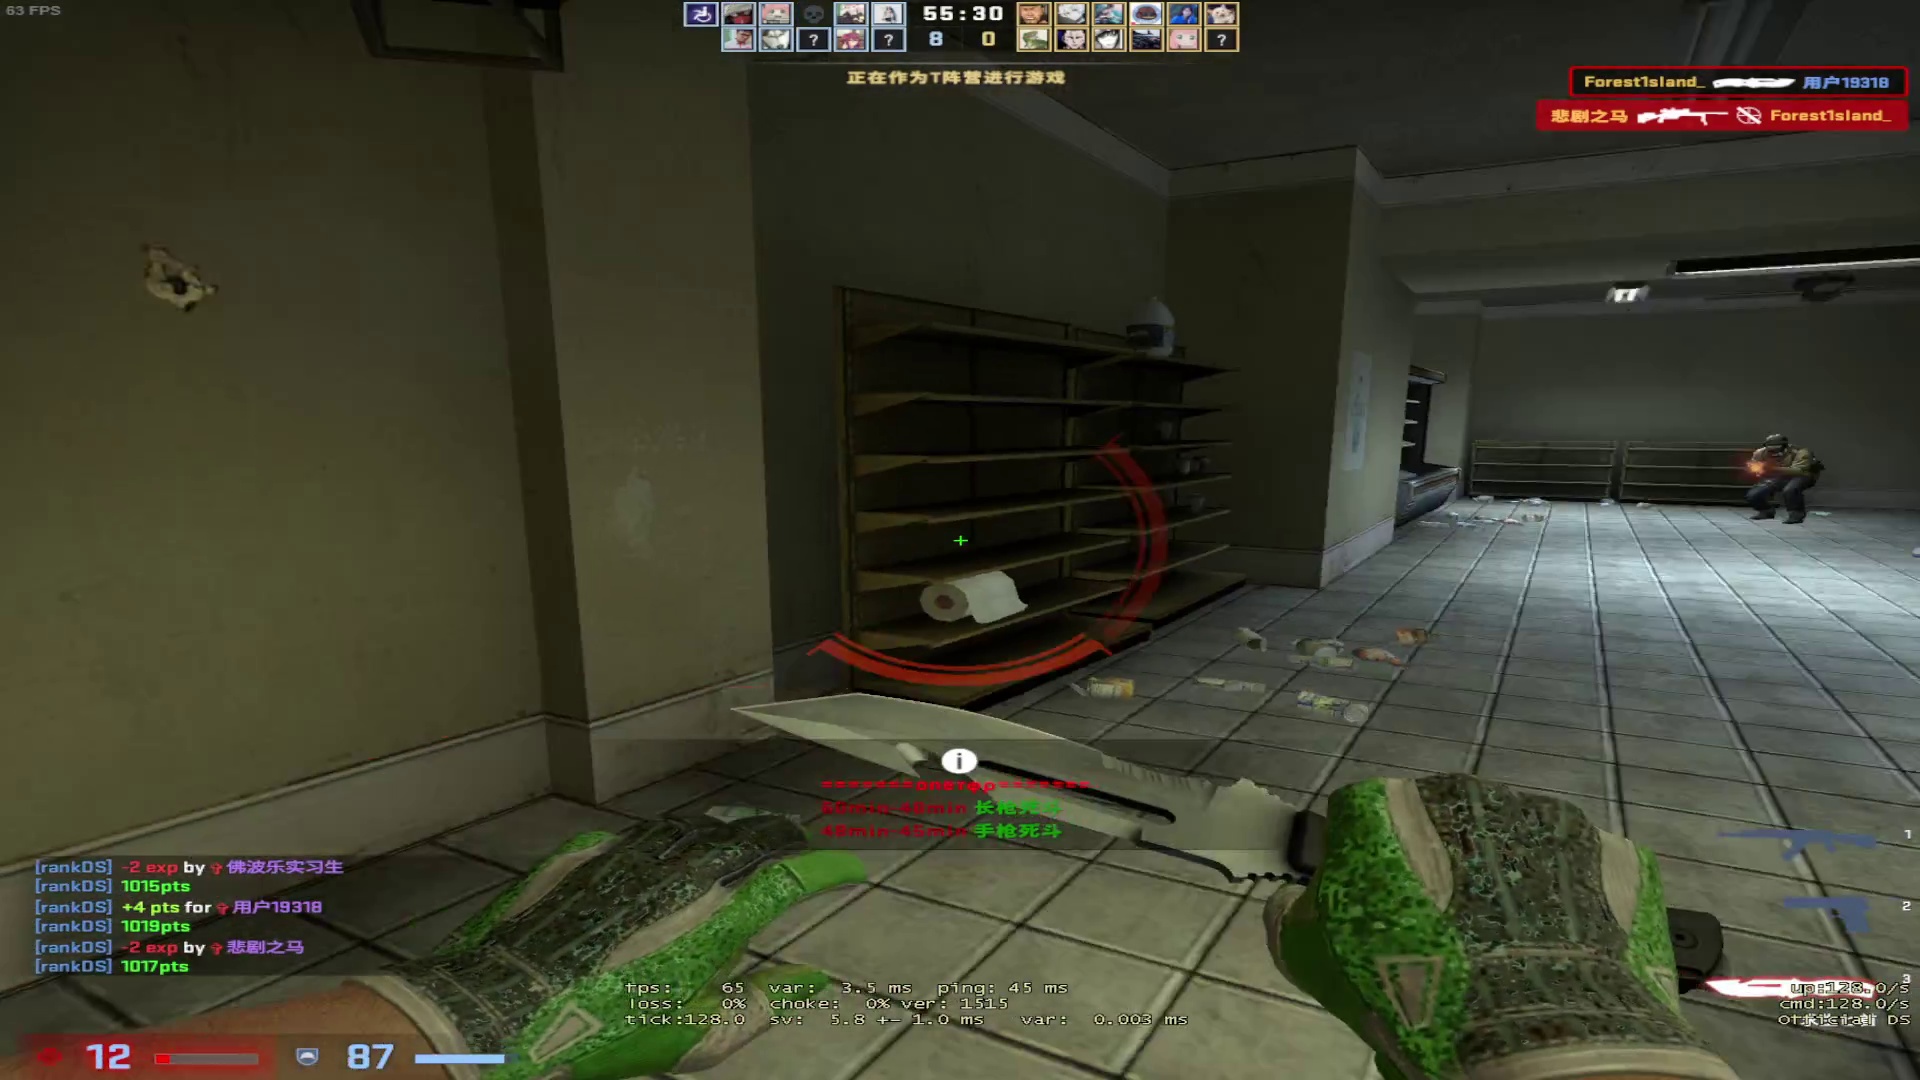 63 FPS
55:30
? ? 8 0 ?
正在作为T阵营进行游戏
Forest1sland_ 用户19318
悲剧之马 Forest1sland_
50min-40min 长枪死斗
手枪死斗
[rankDS] -2 exp by 佛波乐实习生
[rankDS] 1015pts
[rankDS] +4 pts for 用户19318
[rankDS] 1019pts
[rankDS] -2 exp by 悲剧之马
[rankDS] 1017pts
1
2
3
fps: 65 var: 3.5 ms ping: 45 ms
loss: 0% choke: 0% ver: 1515
tick:128.0 sv: 5.8 +- 1.0 ms var: 0.003 ms
up:128.0/s
cmd:128.0/s
DS
12 87